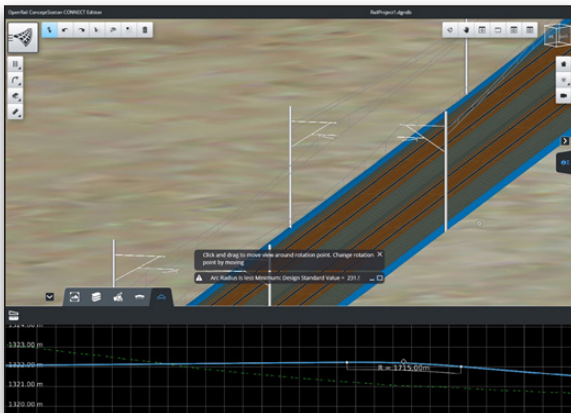 OpenRail ConceptStation CONNECT Edition
RailProject1.dgndb
Click and drag to move view around rotation point. Change rotation
point by moving
Arc Radius is less Minimum Design Standard Value = 231.!
1324.00 m
1323.00 m
1322.00 m
R = 1715.00m
1321.00 m
1320.00 m